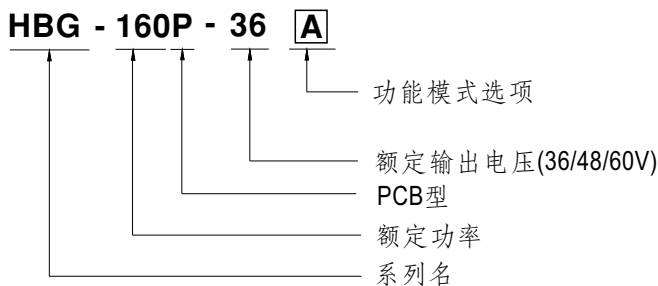 HBG - 160P - 36 A
功能模式选项
额定输出电压(36/48/60V)
PCB型
额定功率
系列名